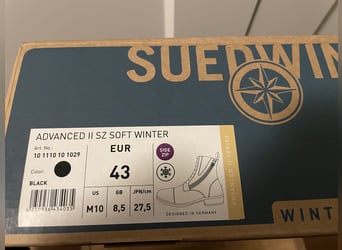 SUEDWIN
ADVANCED II SZ SOFT WINTER
Art. No.:
10 1110 10 1029
Color:
BLACK
EUR
43
US
GB
JPN/cm
M10
8,5
27,5
SIDE
ZIP
DESIGNED IN GERMANY
WINT